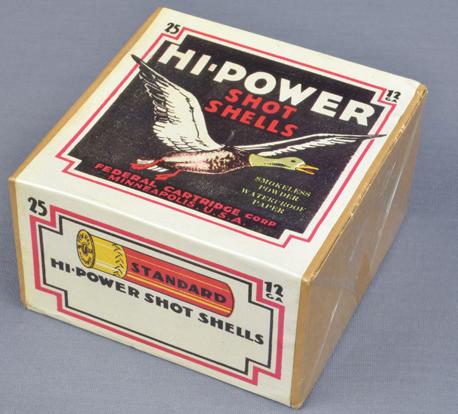 25
12
GA
HI-POWER
SHOT
SHELLS
SMOKELESS
POWDER
WATERPROOF
PAPER
FEDERAL CARTRIDGE CORP
MINNEAPOLIS, U.S.A.
25
STANDARD
HI-POWER SHOT SHELLS
12
GA